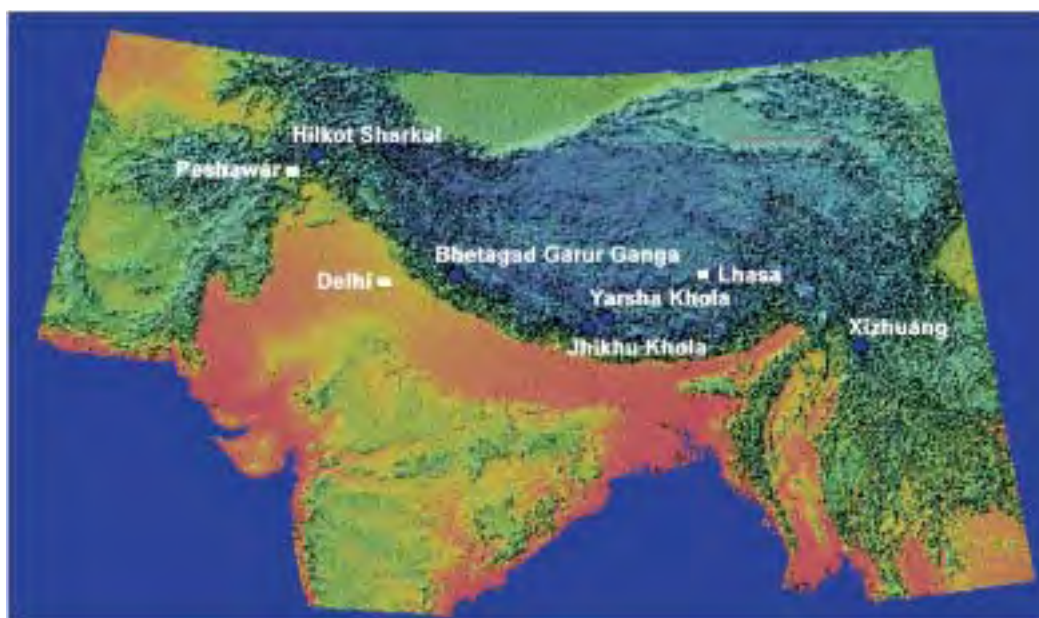 Hilkot Sharkul
Peshawar
Bhetagad Garur Ganga
Delhi
Lhasa
Yarsha Khola
Xizhuang
Jhikhu Khola